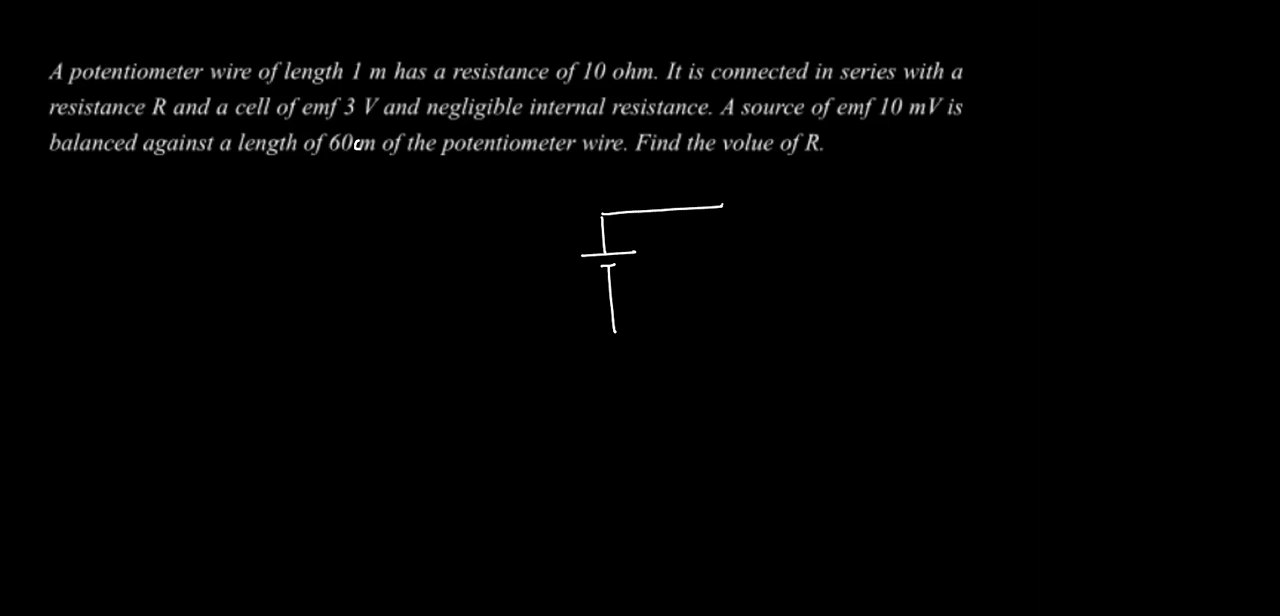 A potentiometer wire of length 1 m has a resistance of 10 ohm. It is connected in series with a
resistance R and a cell of emf 3 V and negligible internal resistance. A source of emf 10 mV is
balanced against a length of 60cm of the potentiometer wire. Find the volue of R.